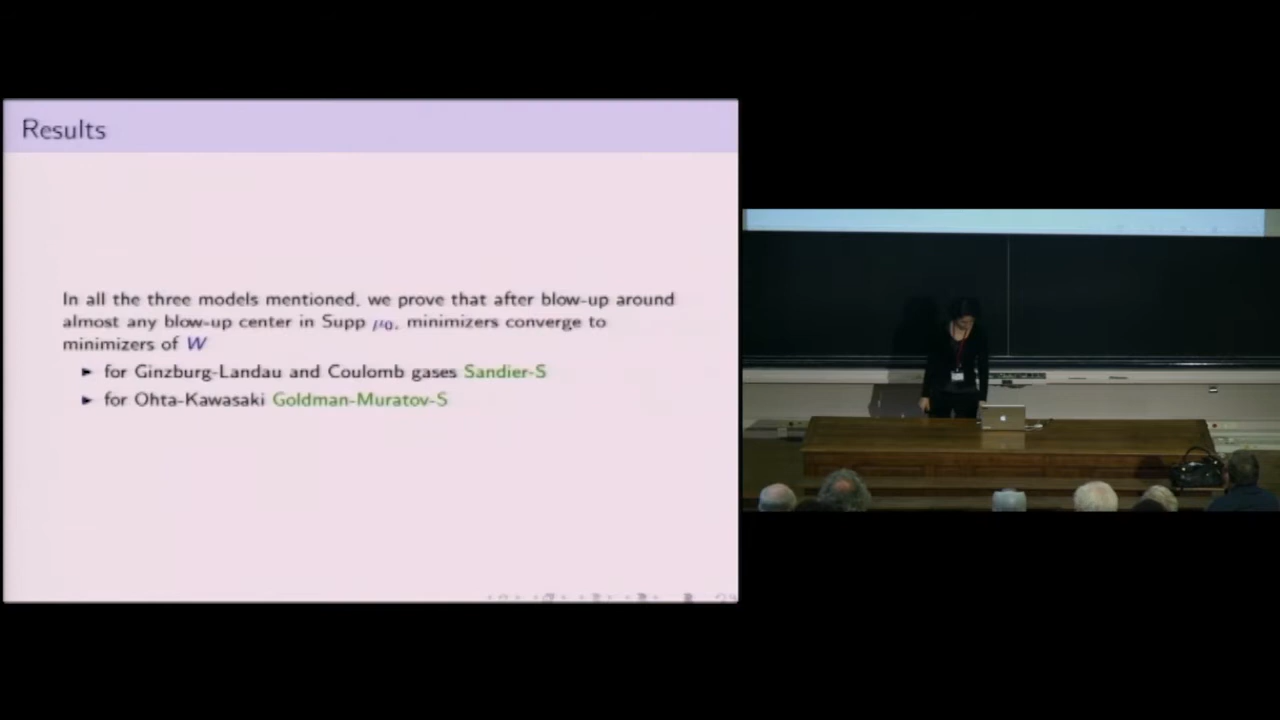 Results
In all the three models mentioned, we prove that after blow-up around
almost any blow-up center in Supp μ₀, minimizers converge to
minimizers of W
► for Ginzburg-Landau and Coulomb gases Sandier-S
► for Ohta-Kawasaki Goldman-Muratov-S